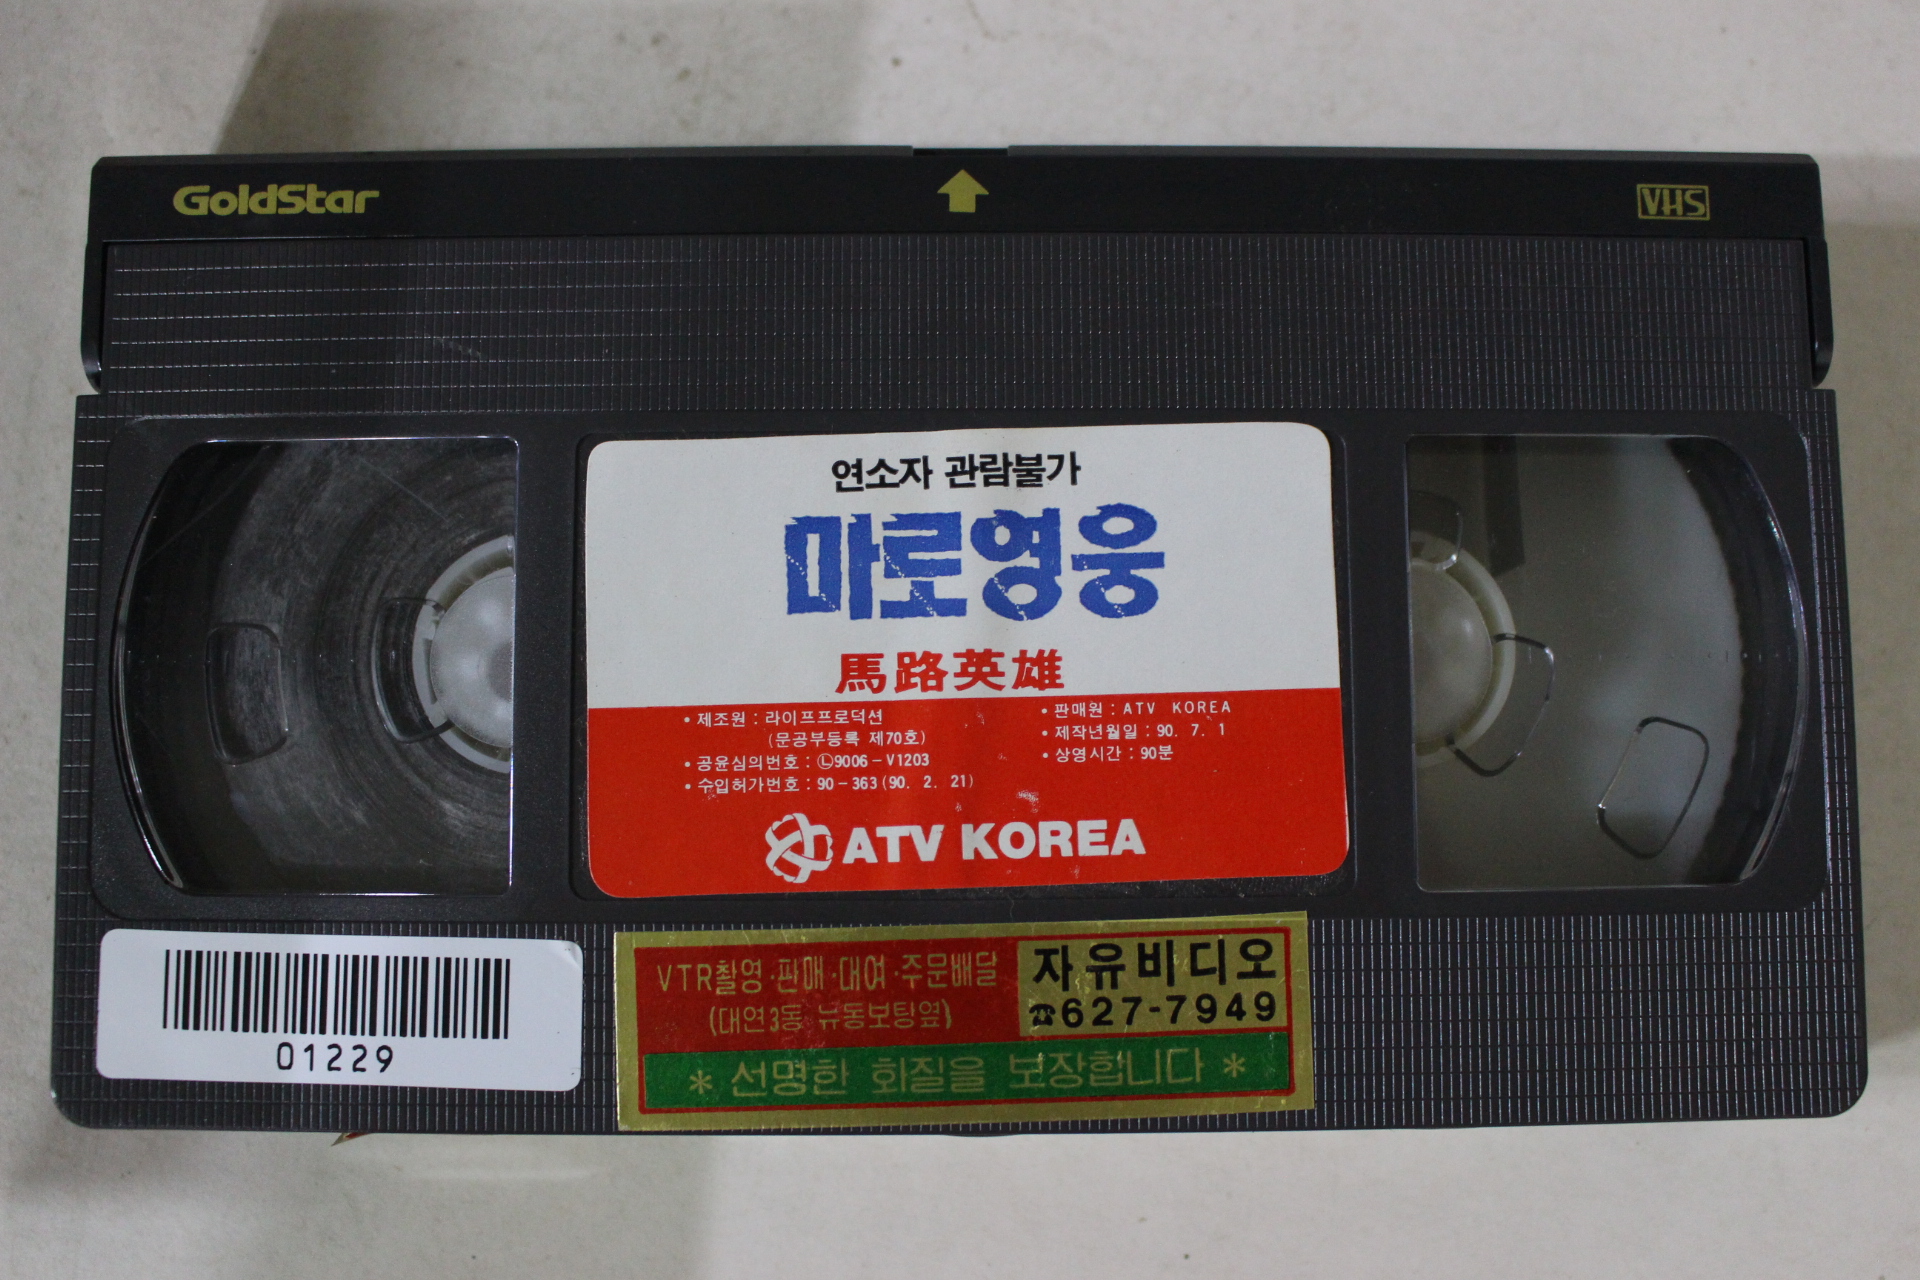 GoldStar
VHS
연소자 관람불가
마로영웅
馬路英雄
• 제조원 : 라이프프로덕션
(문공부등록 제70호)
• 공윤심의번호 : Ⓛ9006-V1203
• 수입허가번호 : 90-363 (90. 2. 21)
• 판매원 : ATV KOREA
• 제작년월일 : 90. 7. 1
• 상영시간 : 90분
ATV KOREA
01229
VTR촬영·판매·대여·주문배달
(대연3동 뉴동보탕옆)
자유비디오
☎627-7949
* 선명한 화질을 보장합니다 *